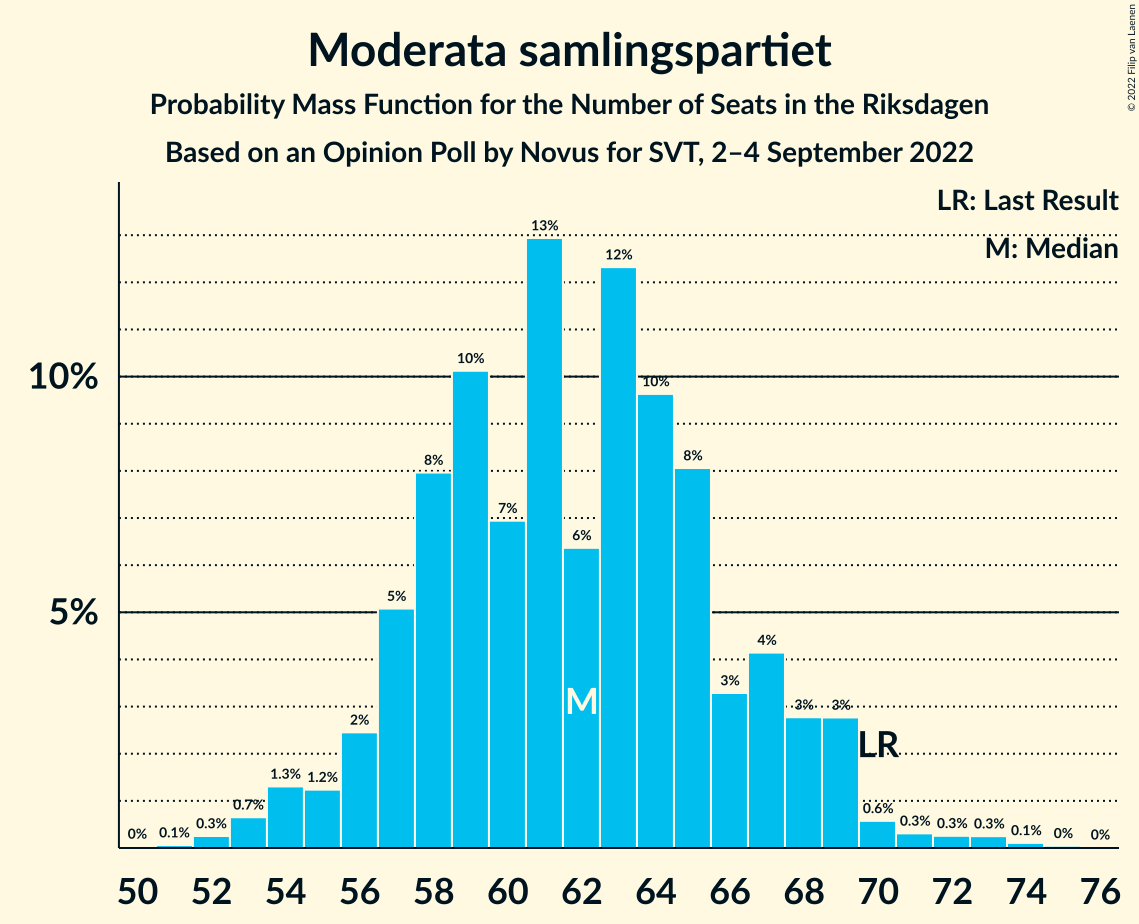 © 2022 Filip van Laenen
Moderata samlingspartiet
Probability Mass Function for the Number of Seats in the Riksdagen
Based on an Opinion Poll by Novus for SVT, 2–4 September 2022
LR: Last Result
M: Median
10%
5%
0% 0.1% 0.3% 0.7% 1.3% 1.2% 2% 5% 8% 10% 7% 13% 6% 12% 10% 8% 3% 4% 3% 3% 0.6% 0.3% 0.3% 0.3% 0.1% 0% 0%
M
LR
50 52 54 56 58 60 62 64 66 68 70 72 74 76